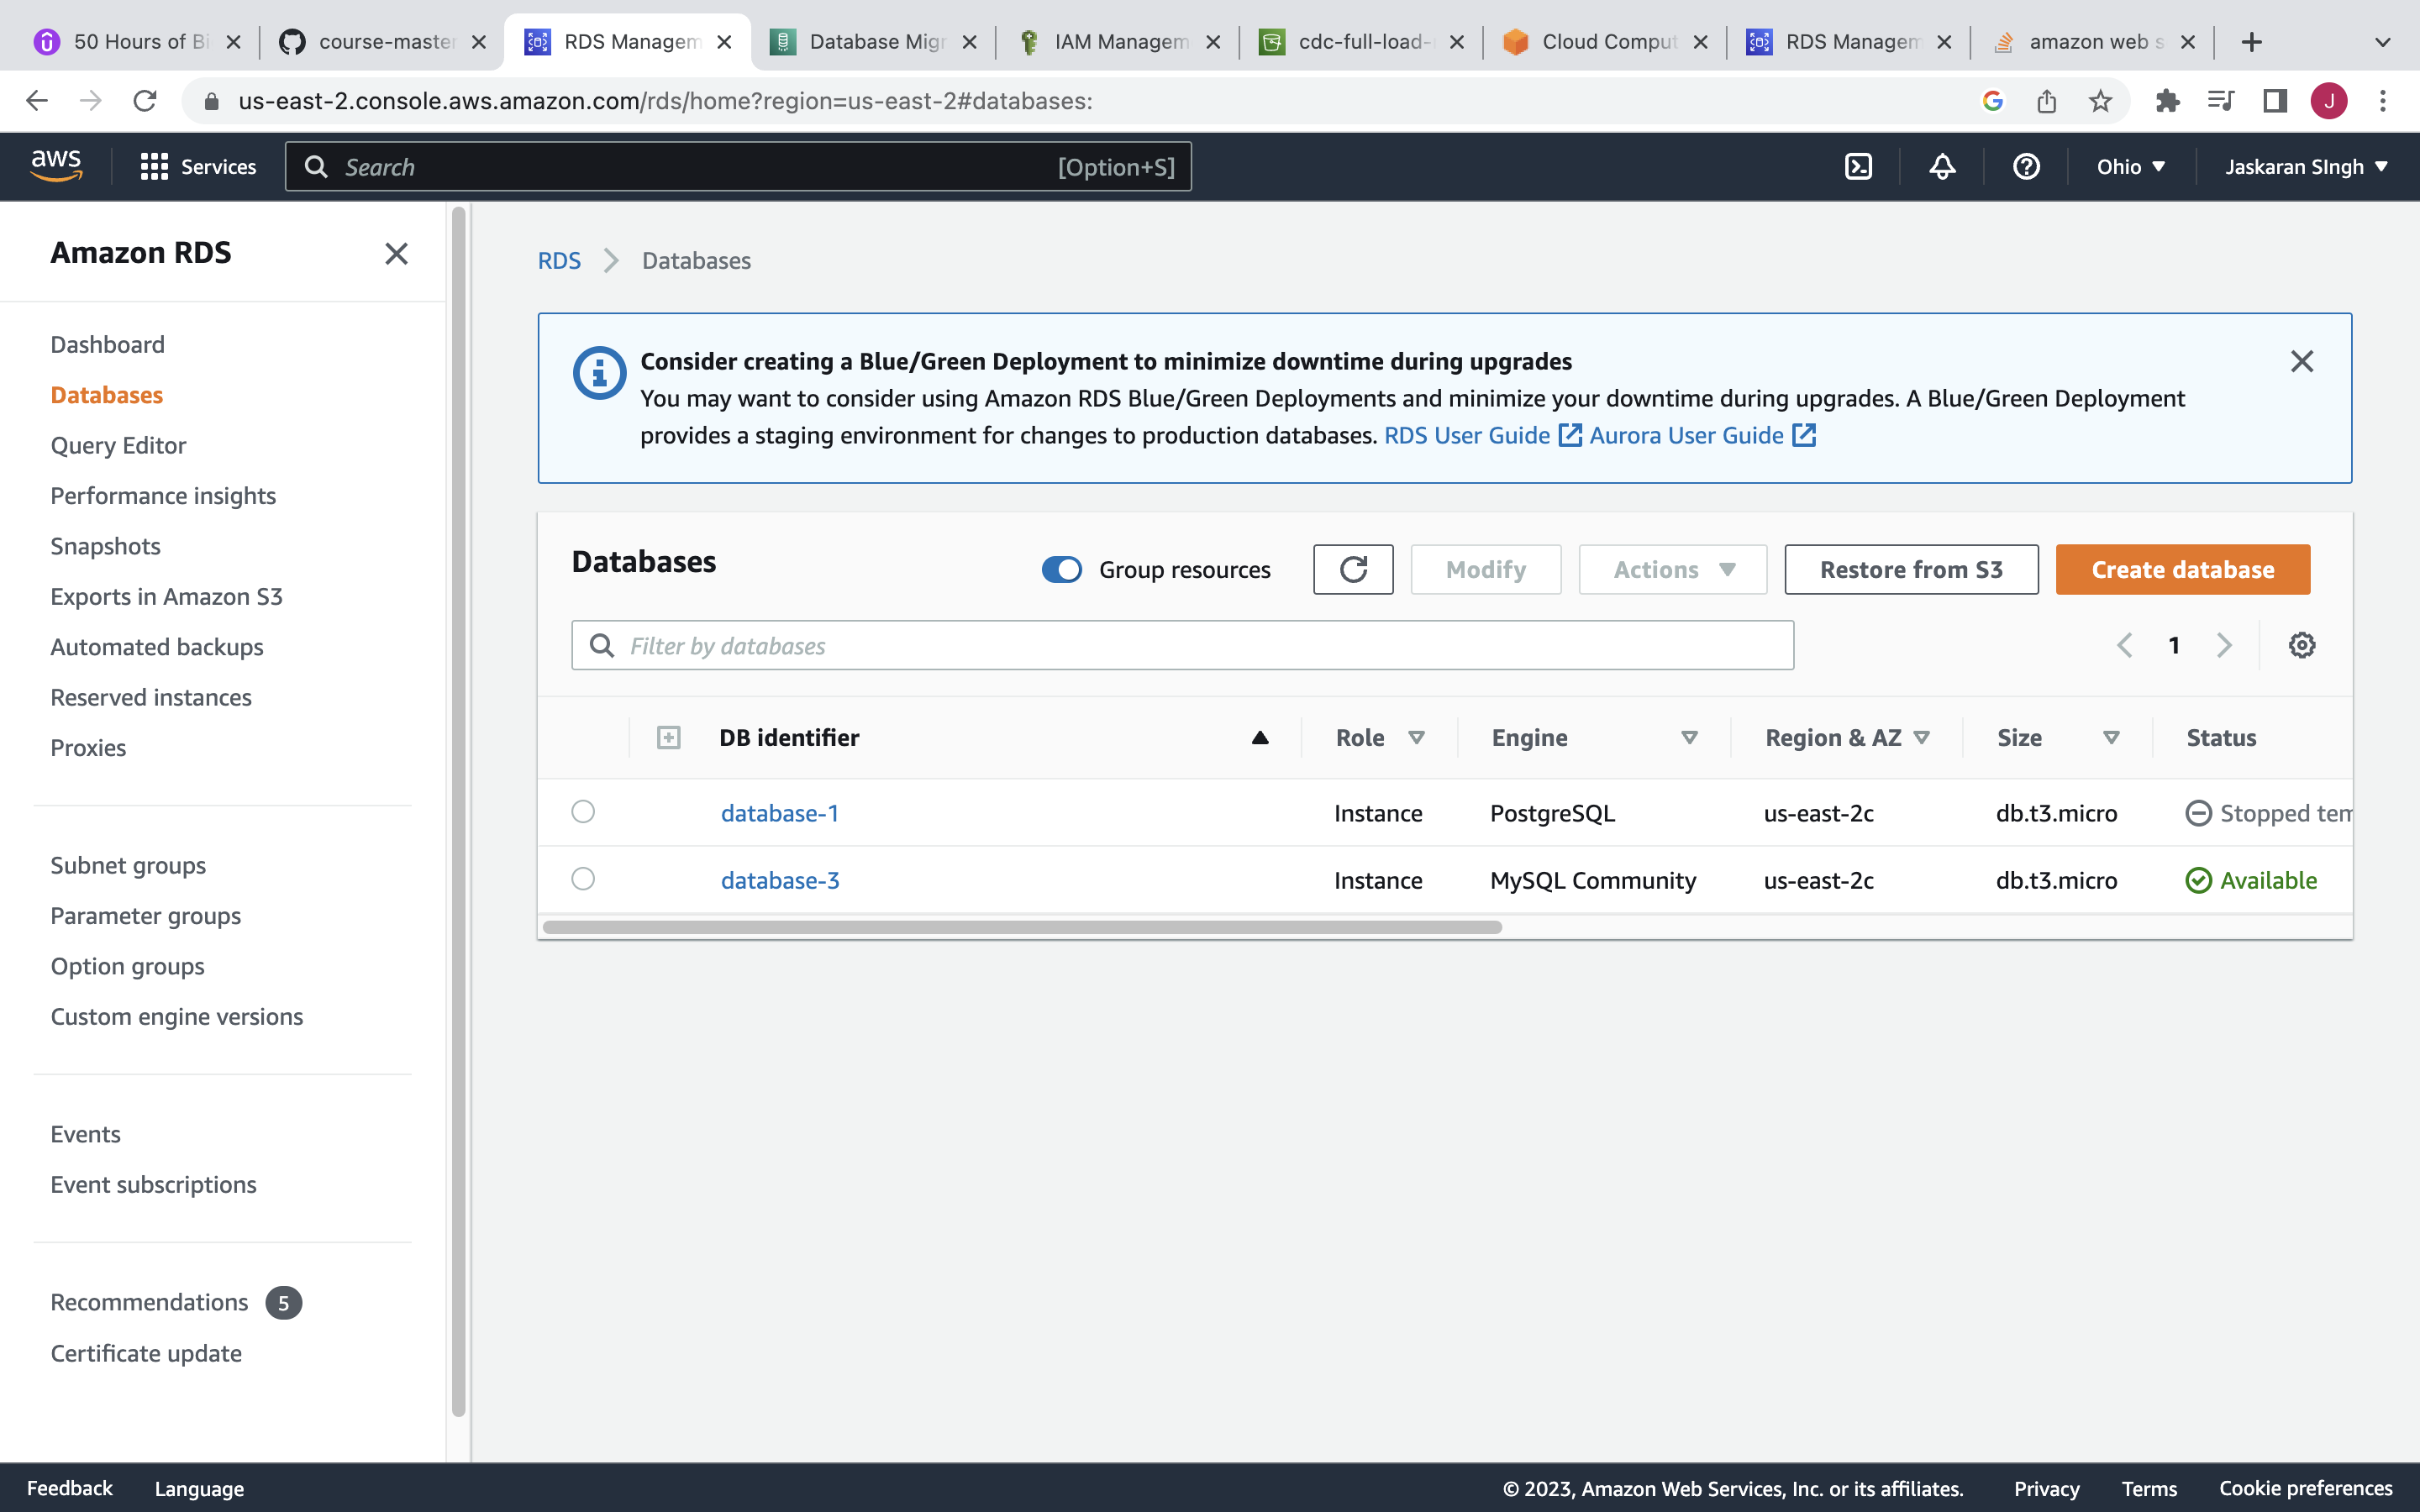 50 Hours of Bi
course-master
RDS Managem
Database Migr
IAM Managem
cdc-full-load-
Cloud Comput
RDS Managem
amazon web s
us-east-2.console.aws.amazon.com/rds/home?region=us-east-2#databases:
J
aws
Services
Search
[Option+S]
Ohio
Jaskaran SIngh
Amazon RDS
Dashboard
Databases
Query Editor
Performance insights
Snapshots
Exports in Amazon S3
Automated backups
Reserved instances
Proxies
Subnet groups
Parameter groups
Option groups
Custom engine versions
Events
Event subscriptions
Recommendations 5
Certificate update
RDS > Databases
Consider creating a Blue/Green Deployment to minimize downtime during upgrades
You may want to consider using Amazon RDS Blue/Green Deployments and minimize your downtime during upgrades. A Blue/Green Deployment
provides a staging environment for changes to production databases. RDS User Guide Aurora User Guide
Databases
Group resources
Modify
Actions
Restore from S3
Create database
Filter by databases
1
DB identifier Role Engine Region & AZ Size Status
database-1 Instance PostgreSQL us-east-2c db.t3.micro Stopped tem
database-3 Instance MySQL Community us-east-2c db.t3.micro Available
Feedback Language © 2023, Amazon Web Services, Inc. or its affiliates. Privacy Terms Cookie preferences